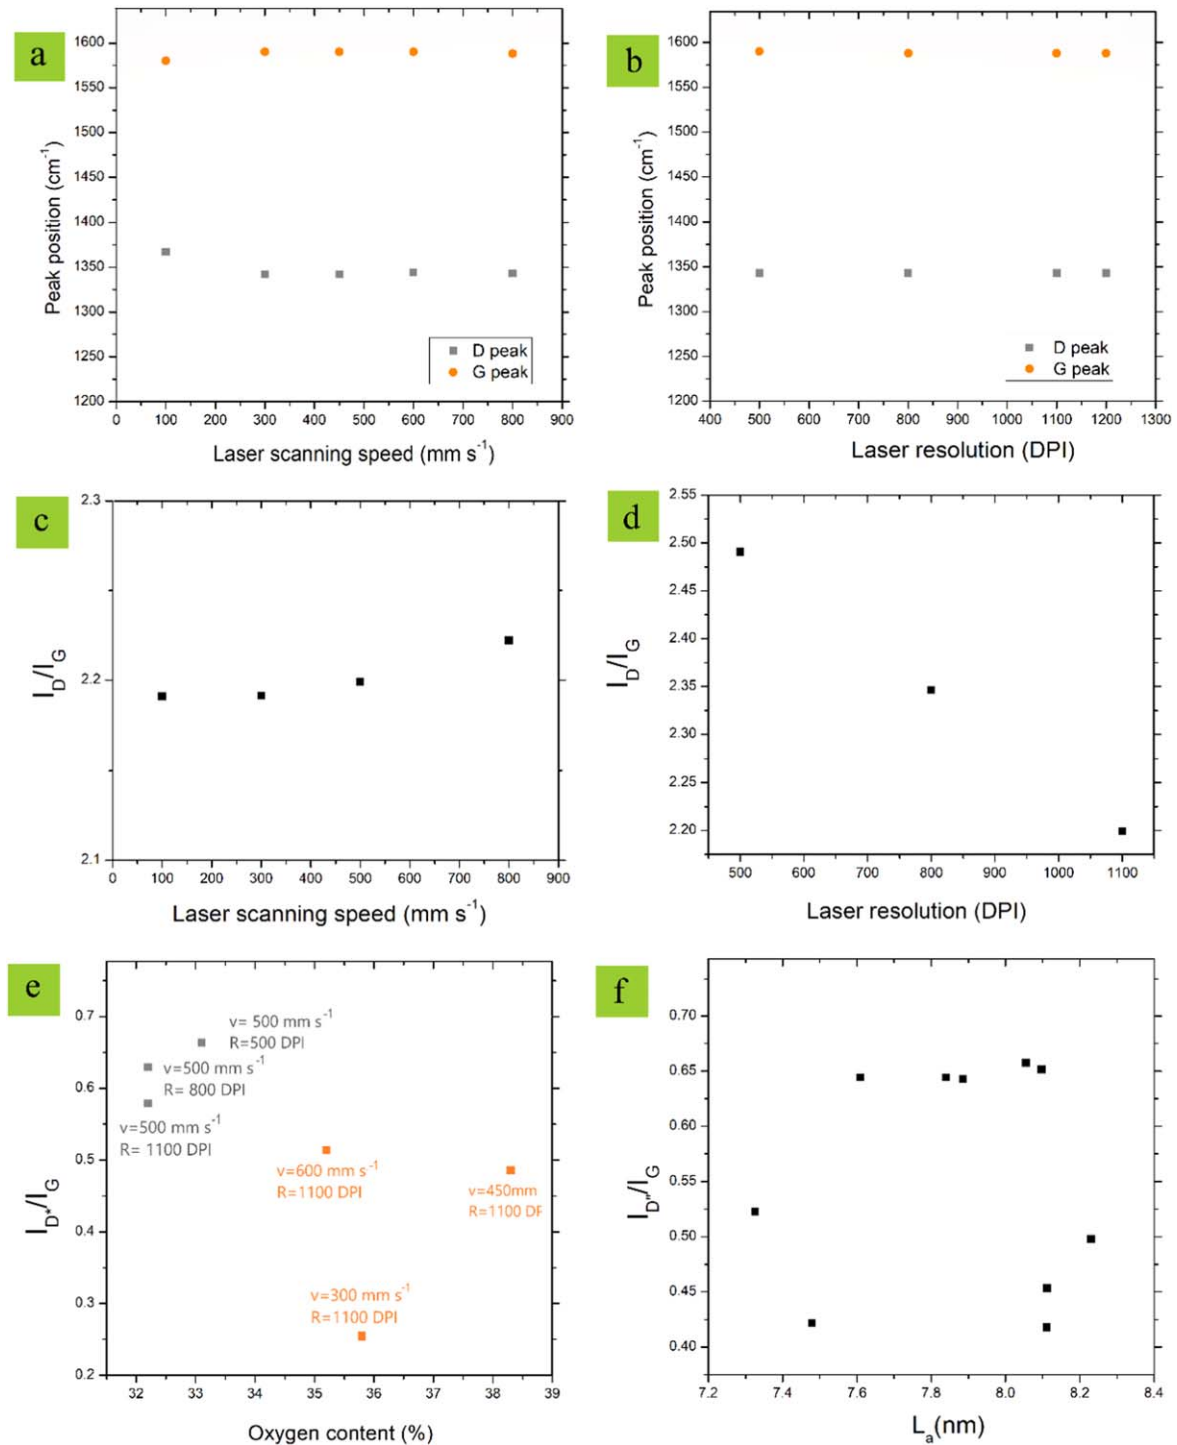 a
1600
1550
1500
1450
1400
1350
1300
1250
1200
Peak position (cm⁻¹)
D peak
G peak
0 100 200 300 400 500 600 700 800 900
Laser scanning speed (mm s⁻¹)
b
1600
1550
1500
1450
1400
1350
1300
1250
1200
Peak position (cm⁻¹)
D peak
G peak
400 500 600 700 800 900 1000 1100 1200 1300
Laser resolution (DPI)
c
2.3
2.2
2.1
I_D/I_G
0 100 200 300 400 500 600 700 800 900
Laser scanning speed (mm s⁻¹)
d
2.55
2.50
2.45
2.40
2.35
2.30
2.25
2.20
I_D/I_G
500 600 700 800 900 1000 1100
Laser resolution (DPI)
e
0.7
0.6
0.5
0.4
0.3
0.2
I_D*/I_G
v= 500 mm s⁻¹
R=500 DPI
v=500 mm s⁻¹
R= 800 DPI
v=500 mm s⁻¹
R= 1100 DPI
v=600 mm s⁻¹
R=1100 DPI
v=450mm
R=1100 DF
v=300 mm s⁻¹
R=1100 DPI
32 33 34 35 36 37 38 39
Oxygen content (%)
f
0.70
0.65
0.60
0.55
0.50
0.45
0.40
I_D"/I_G
7.2 7.4 7.6 7.8 8.0 8.2 8.4
L_a(nm)